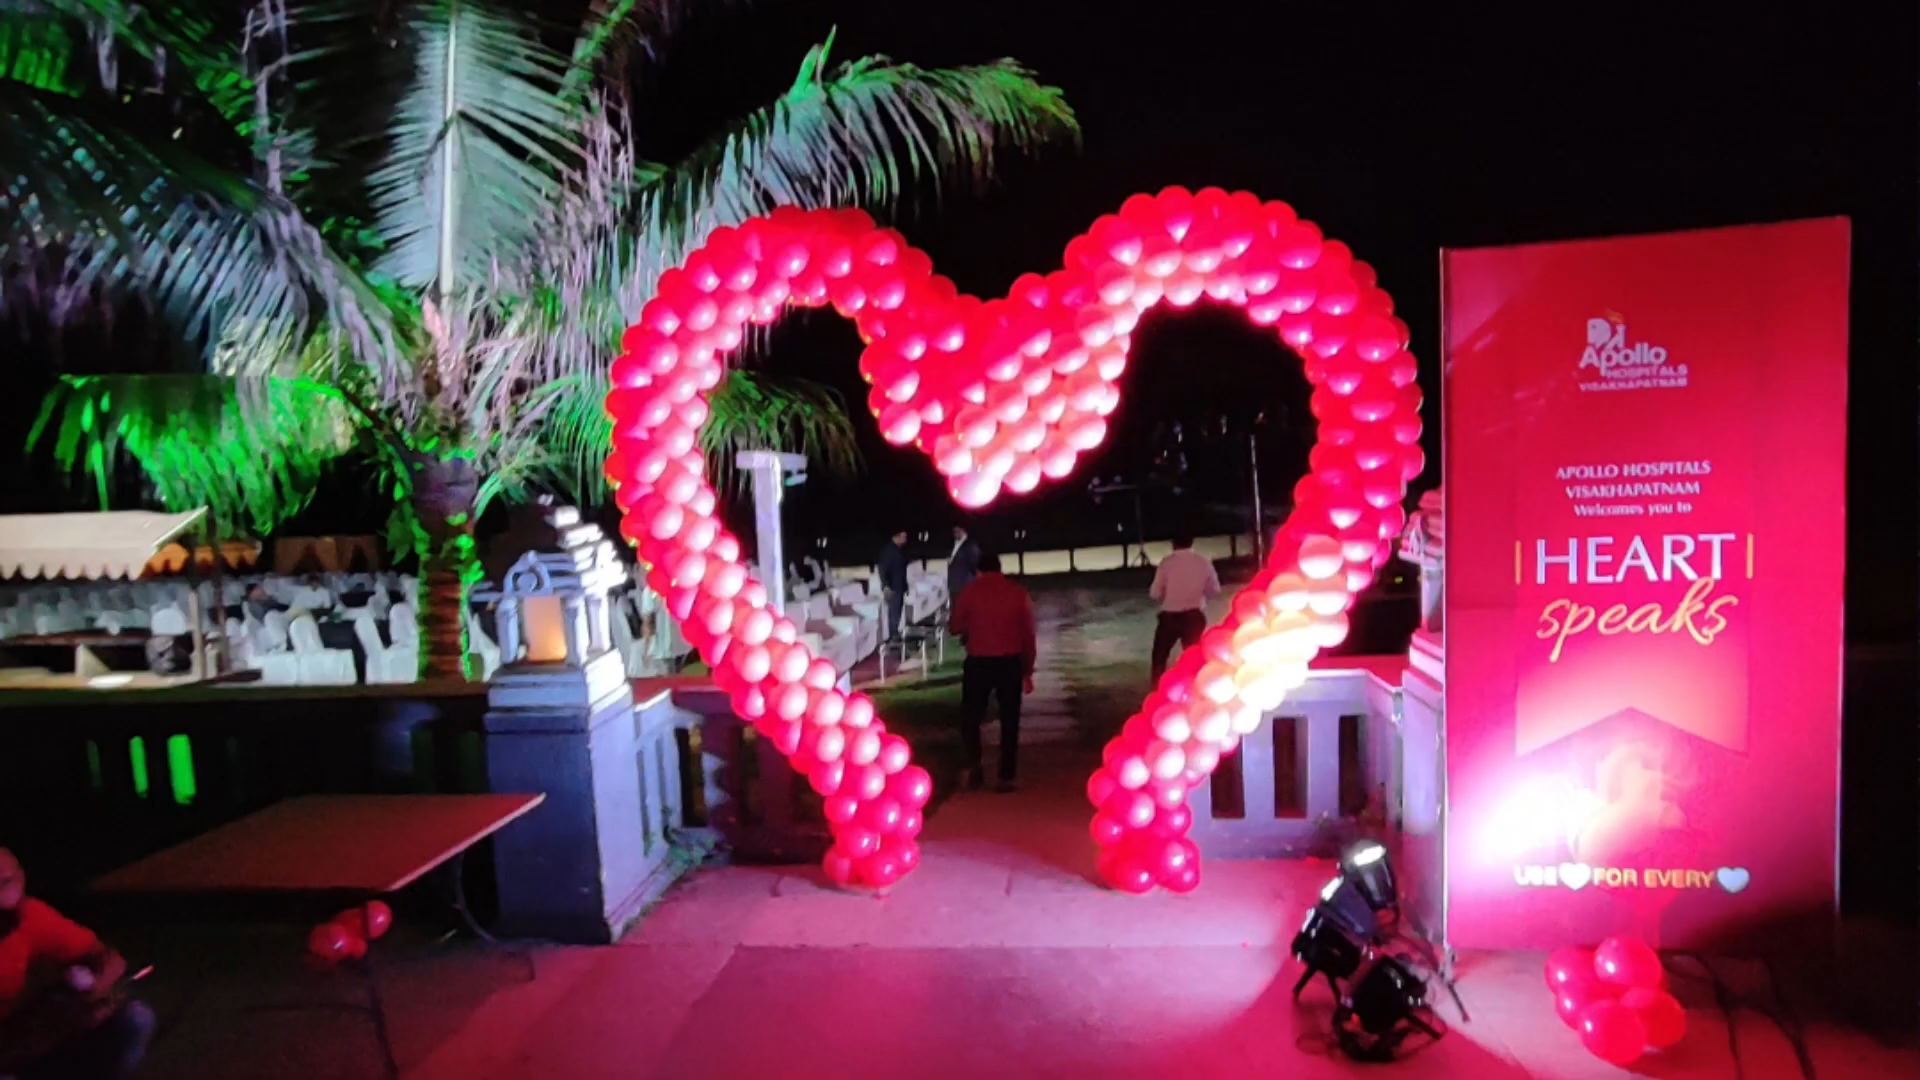 Apollo
HOSPITALS
VISAKHAPATNAM
APOLLO HOSPITALS
VISAKHAPATNAM
Welcomes you to
HEART
speaks
FOR EVERY